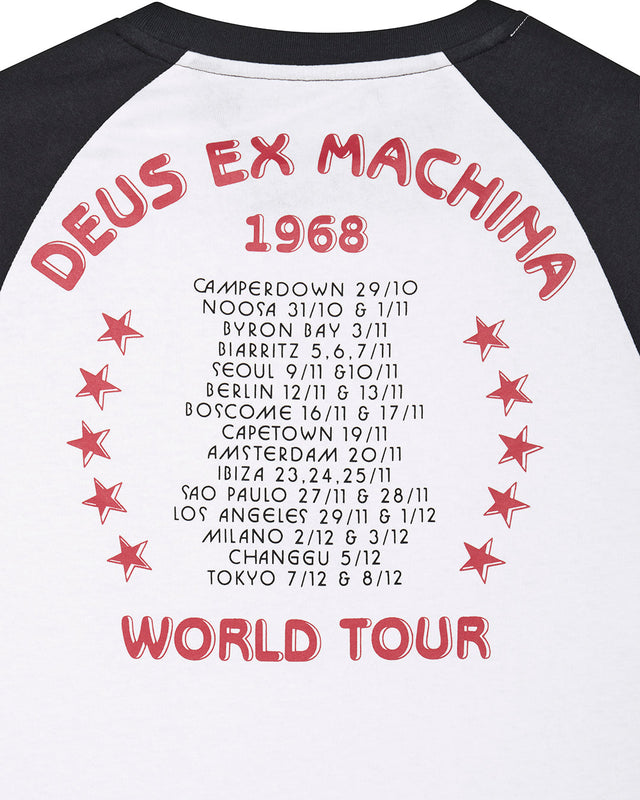 DEUS EX MACHINA
1968
CAMPERDOWN 29/10
NOOSA 31/10 & 1/11
BYRON BAY 3/11
BIARRITZ 5,6,7/11
SEOUL 9/11 &10/11
BERLIN 12/11 & 13/11
BOSCOME 16/11 & 17/11
CAPETOWN 19/11
AMSTERDAM 20/11
IBIZA 23,24,25/11
SAO PAULO 27/11 & 28/11
LOS ANGELES 29/11 & 1/12
MILANO 2/12 & 3/12
CHANGGU 5/12
TOKYO 7/12 & 8/12
WORLD TOUR